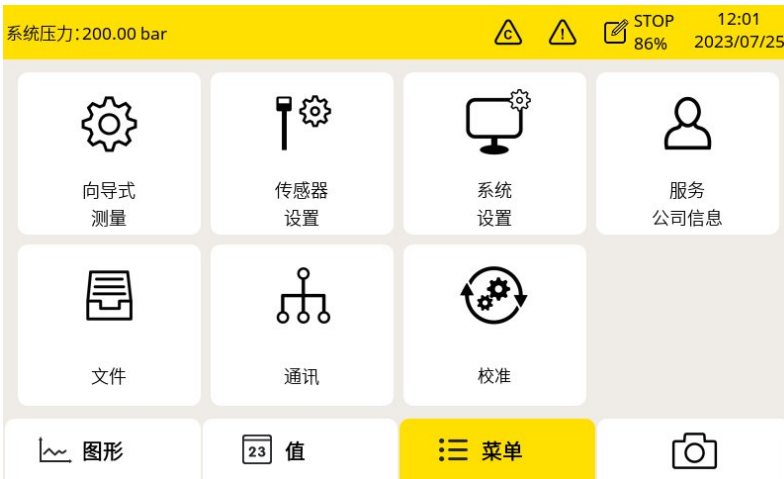 系统压力：200.00 bar
C
!
STOP
86%
12:01
2023/07/25
向导式
测量
传感器
设置
系统
设置
服务
公司信息
文件
通讯
校准
图形
23
值
菜单